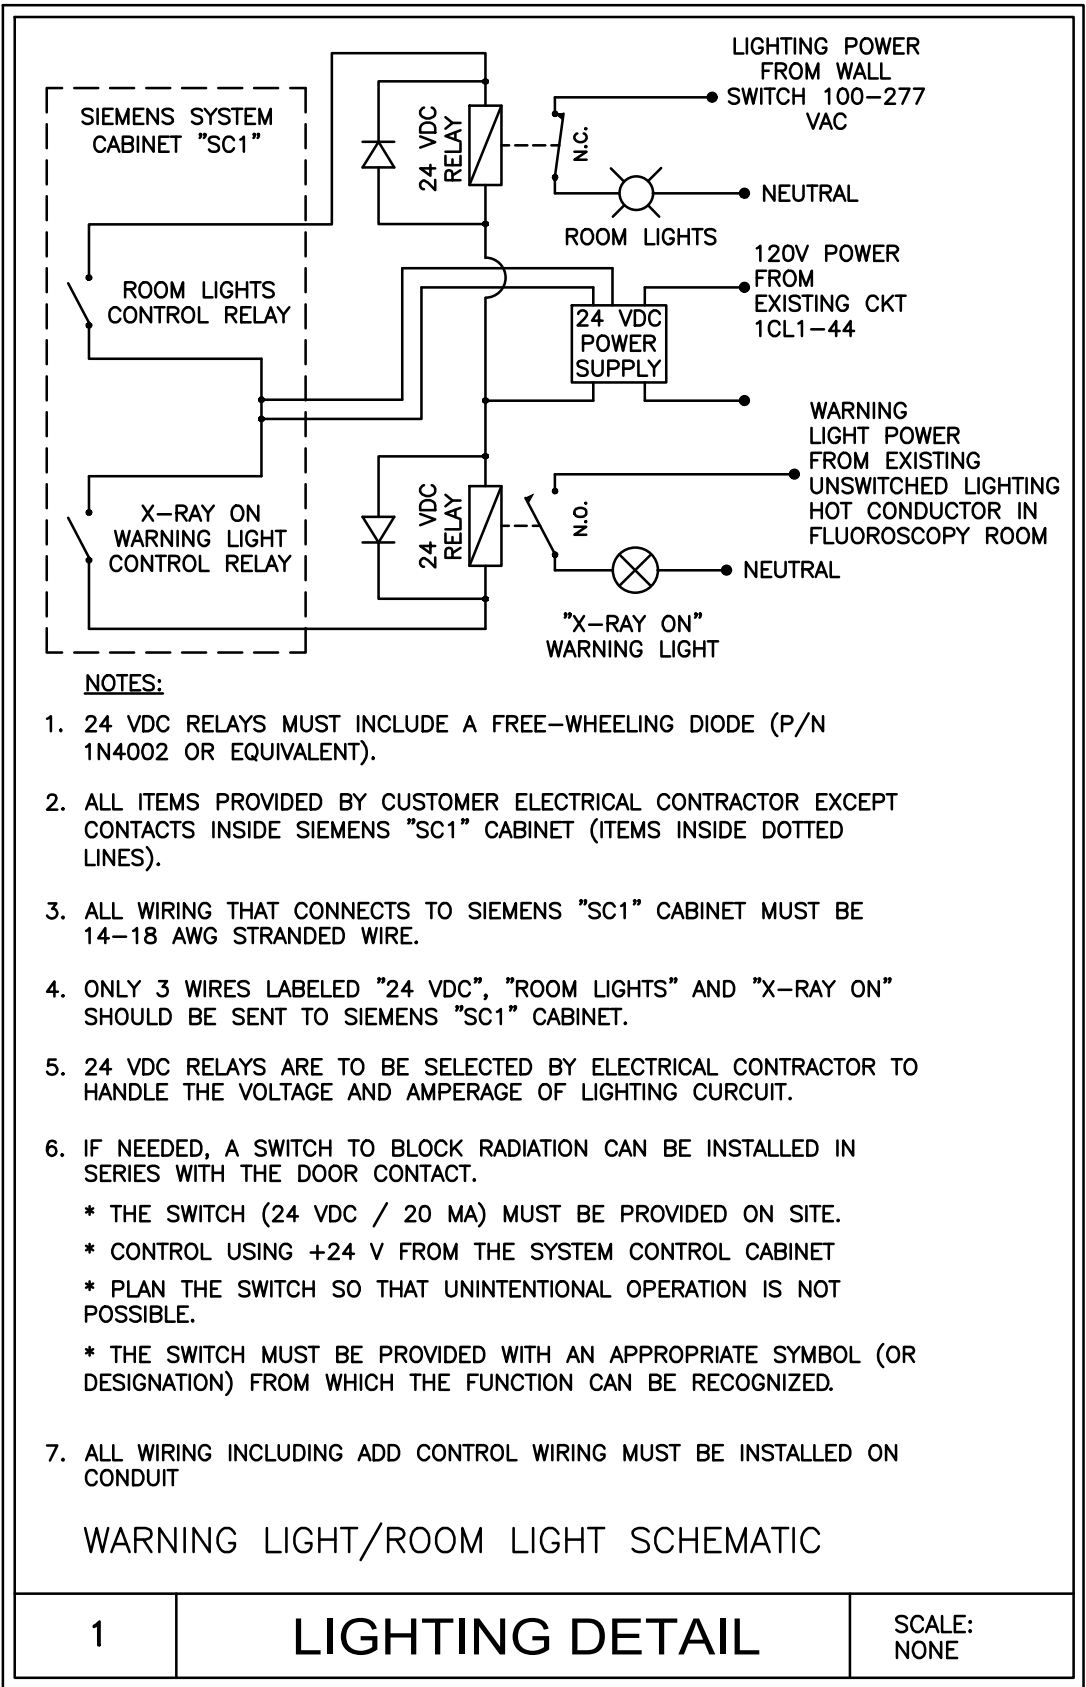 LIGHTING POWER
FROM WALL
SWITCH 100-277
VAC
SIEMENS SYSTEM
CABINET "SC1"
24 VDC
RELAY
N.C.
NEUTRAL
ROOM LIGHTS
120V POWER
FROM
EXISTING CKT
1CL1-44
ROOM LIGHTS
CONTROL RELAY
24 VDC
POWER
SUPPLY
WARNING
LIGHT POWER
FROM EXISTING
UNSWITCHED LIGHTING
HOT CONDUCTOR IN
FLUOROSCOPY ROOM
X-RAY ON
WARNING LIGHT
CONTROL RELAY
24 VDC
RELAY
N.O.
NEUTRAL
"X-RAY ON"
WARNING LIGHT
NOTES:
1. 24 VDC RELAYS MUST INCLUDE A FREE-WHEELING DIODE (P/N
1N4002 OR EQUIVALENT).
2. ALL ITEMS PROVIDED BY CUSTOMER ELECTRICAL CONTRACTOR EXCEPT
CONTACTS INSIDE SIEMENS "SC1" CABINET (ITEMS INSIDE DOTTED
LINES).
3. ALL WIRING THAT CONNECTS TO SIEMENS "SC1" CABINET MUST BE
14-18 AWG STRANDED WIRE.
4. ONLY 3 WIRES LABELED "24 VDC", "ROOM LIGHTS" AND "X-RAY ON"
SHOULD BE SENT TO SIEMENS "SC1" CABINET.
5. 24 VDC RELAYS ARE TO BE SELECTED BY ELECTRICAL CONTRACTOR TO
HANDLE THE VOLTAGE AND AMPERAGE OF LIGHTING CURCUIT.
6. IF NEEDED, A SWITCH TO BLOCK RADIATION CAN BE INSTALLED IN
SERIES WITH THE DOOR CONTACT.
* THE SWITCH (24 VDC / 20 MA) MUST BE PROVIDED ON SITE.
* CONTROL USING +24 V FROM THE SYSTEM CONTROL CABINET
* PLAN THE SWITCH SO THAT UNINTENTIONAL OPERATION IS NOT
POSSIBLE.
* THE SWITCH MUST BE PROVIDED WITH AN APPROPRIATE SYMBOL (OR
DESIGNATION) FROM WHICH THE FUNCTION CAN BE RECOGNIZED.
7. ALL WIRING INCLUDING ADD CONTROL WIRING MUST BE INSTALLED ON
CONDUIT
WARNING LIGHT/ROOM LIGHT SCHEMATIC
1
LIGHTING DETAIL
SCALE:
NONE